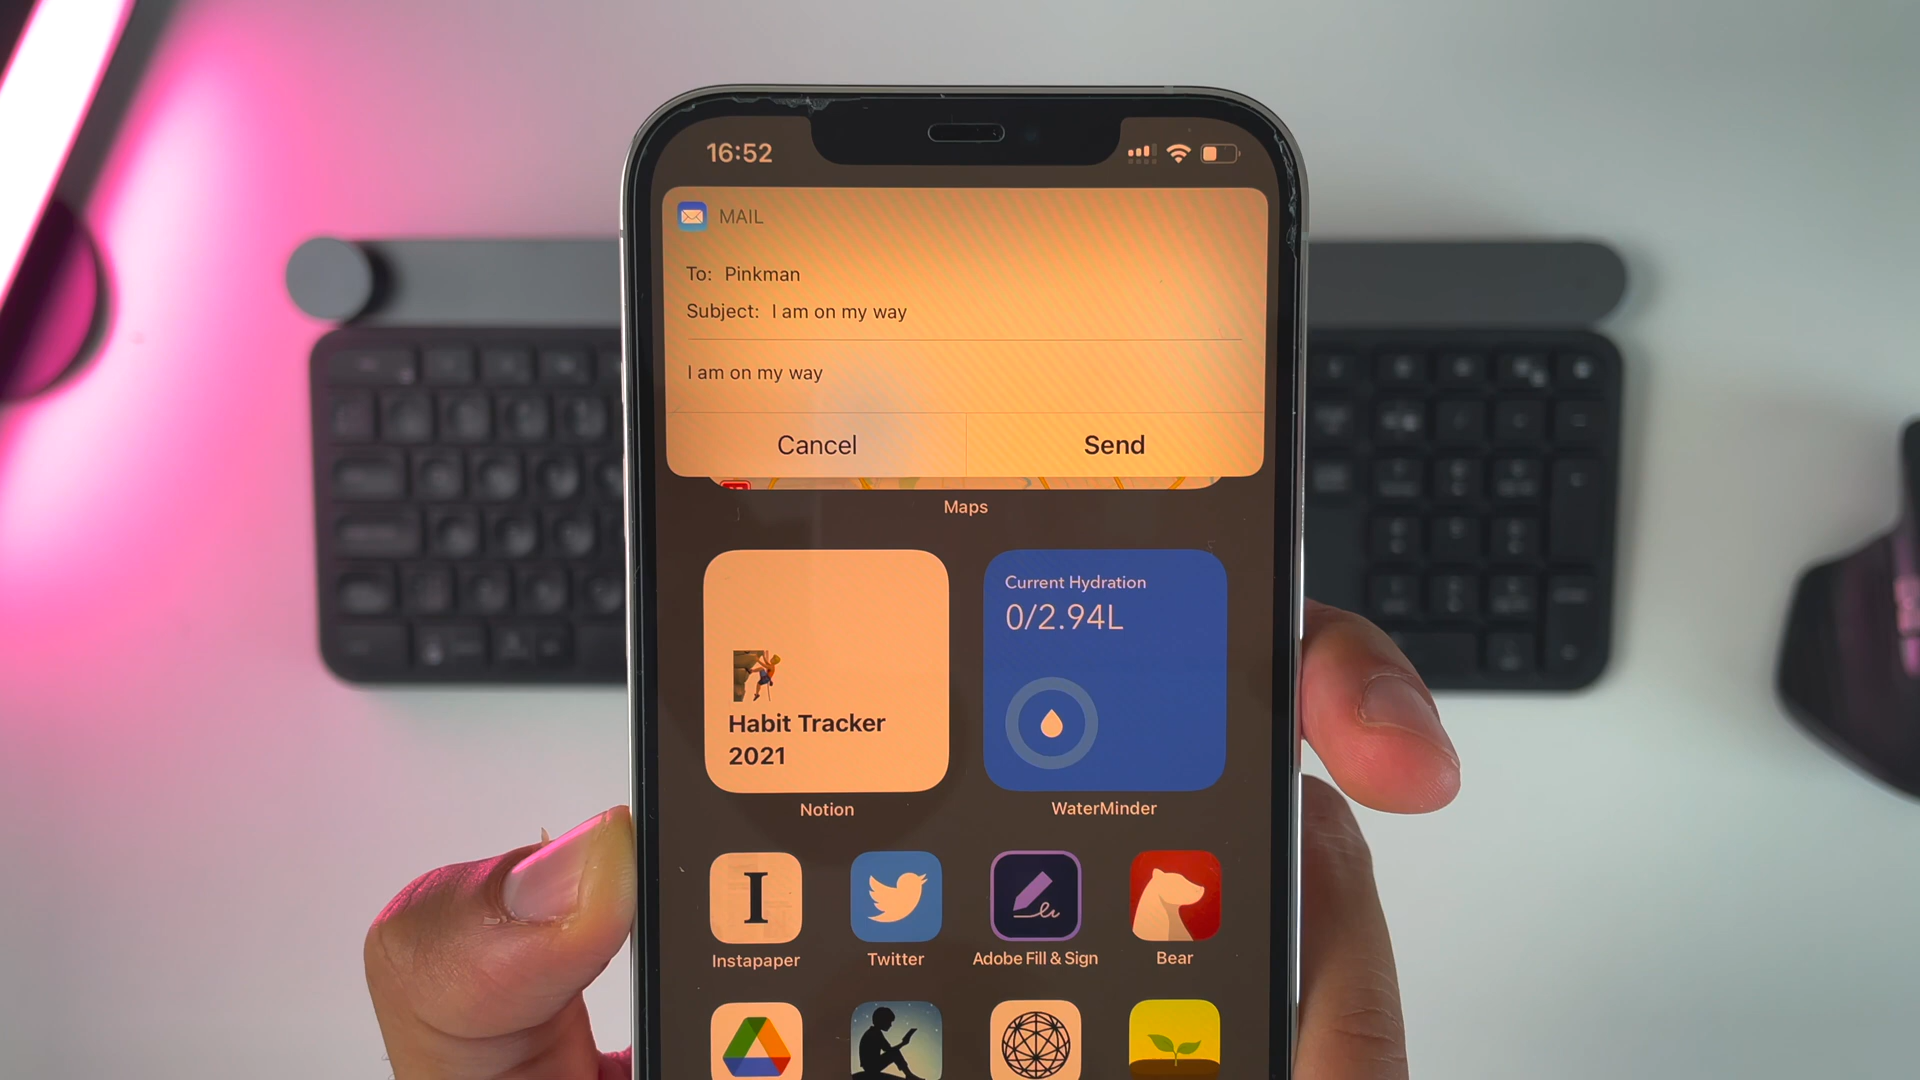 16:52
MAIL
To: Pinkman
Subject: I am on my way
I am on my way
Cancel
Send
Maps
Current Hydration
0/2.94L
Habit Tracker
2021
Notion
WaterMinder
I
Instapaper
Twitter
Adobe Fill & Sign
Bear